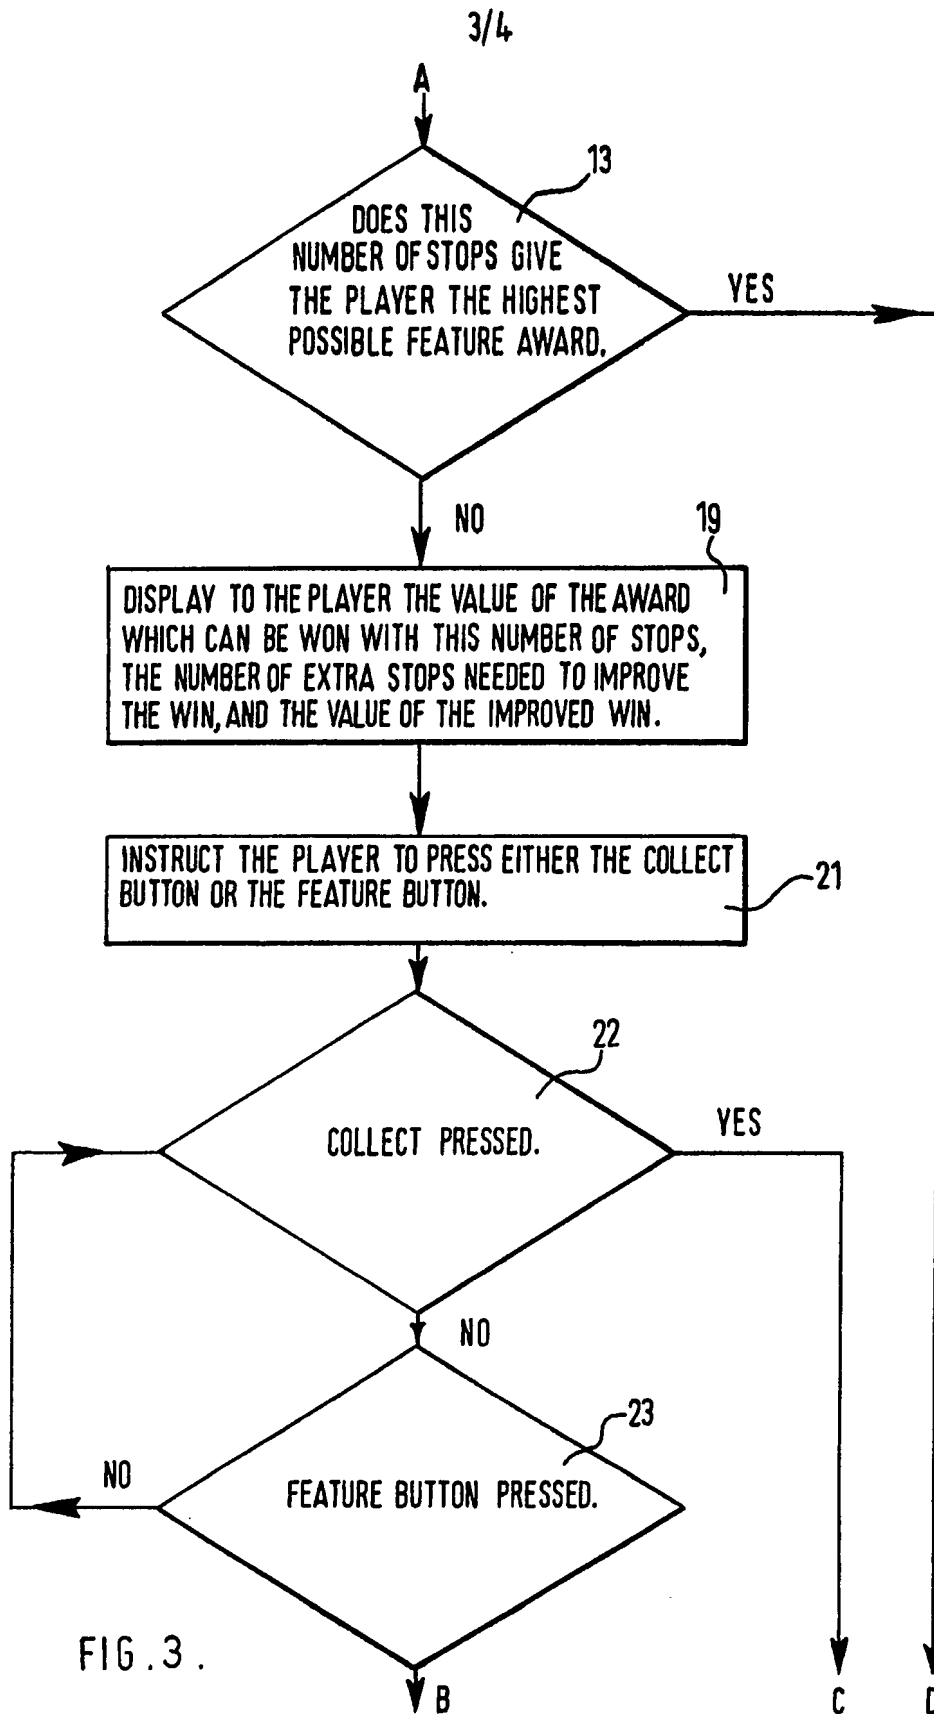 3/4
A
13
DOES THIS
NUMBER OF STOPS GIVE
THE PLAYER THE HIGHEST
POSSIBLE FEATURE AWARD.
YES
NO
19
DISPLAY TO THE PLAYER THE VALUE OF THE AWARD
WHICH CAN BE WON WITH THIS NUMBER OF STOPS,
THE NUMBER OF EXTRA STOPS NEEDED TO IMPROVE
THE WIN, AND THE VALUE OF THE IMPROVED WIN.
INSTRUCT THE PLAYER TO PRESS EITHER THE COLLECT
BUTTON OR THE FEATURE BUTTON.
21
22
COLLECT PRESSED.
YES
NO
23
FEATURE BUTTON PRESSED.
NO
FIG.3.
B
C